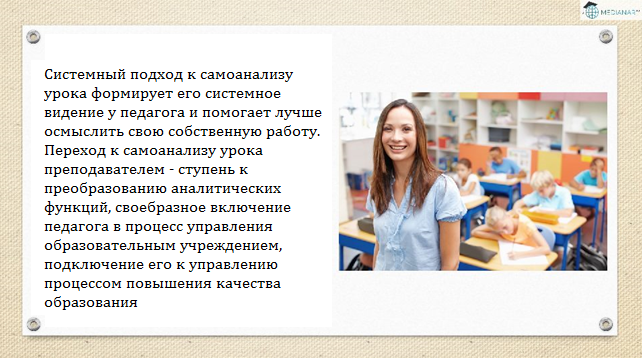 MEDIANAR
Системный подход к самоанализу
урока формирует его системное
видение у педагога и помогает лучше
осмыслить свою собственную работу.
Переход к самоанализу урока
преподавателем - ступень к
преобразованию аналитических
функций, своебразное включение
педагога в процесс управления
образовательным учреждением,
подключение его к управлению
процессом повышения качества
образования